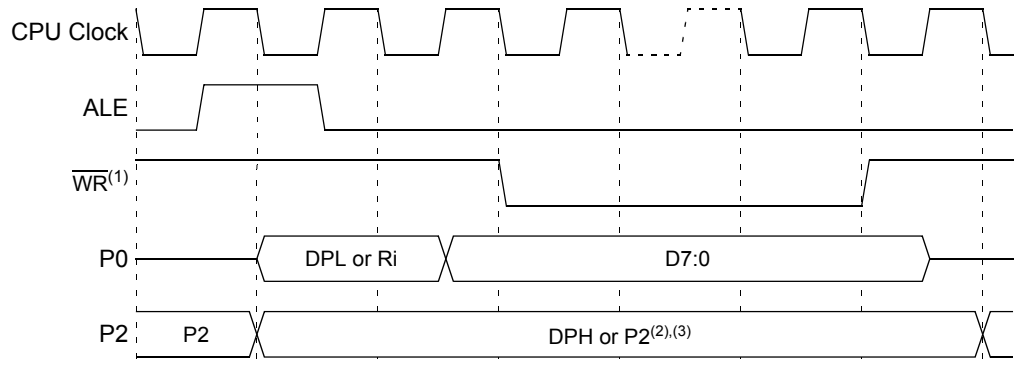 CPU Clock
ALE
WR(1)
P0 DPL or Ri D7:0
P2 P2 DPH or P2(2),(3)